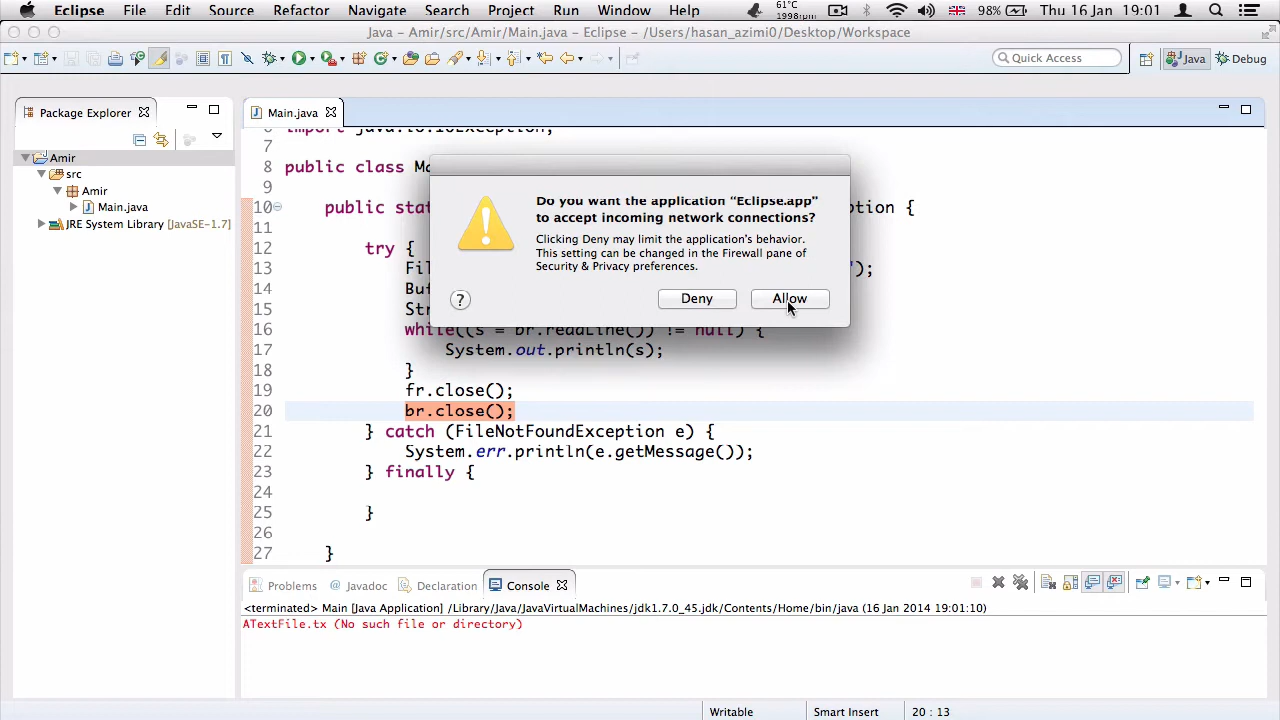 Eclipse File Edit Source Refactor Navigate Search Project Run Window Help 61°C 1998rpm 98% Thu 16 Jan 19:01
Java - Amir/src/Amir/Main.java - Eclipse - /Users/hasan_azimi0/Desktop/Workspace
Quick Access Java Debug
Package Explorer
Main.java
Amir
src
Amir
Main.java
JRE System Library [JavaSE-1.7]
import java.io.IOException;
7
8 public class Ma
9
10 public stat ption {
11
12 try {
13 Fil ");
14 Buf
15 Str
16 while((s = br.readLine()) != null) {
17 System.out.println(s);
18 }
19 fr.close();
20 br.close();
21 } catch (FileNotFoundException e) {
22 System.err.println(e.getMessage());
23 } finally {
24
25 }
26
27 }
Do you want the application “Eclipse.app”
to accept incoming network connections?
Clicking Deny may limit the application's behavior.
This setting can be changed in the Firewall pane of
Security & Privacy preferences.
? Deny Allow
Problems @ Javadoc Declaration Console
<terminated> Main [Java Application] /Library/Java/JavaVirtualMachines/jdk1.7.0_45.jdk/Contents/Home/bin/java (16 Jan 2014 19:01:10)
ATextFile.tx (No such file or directory)
Writable Smart Insert 20 : 13